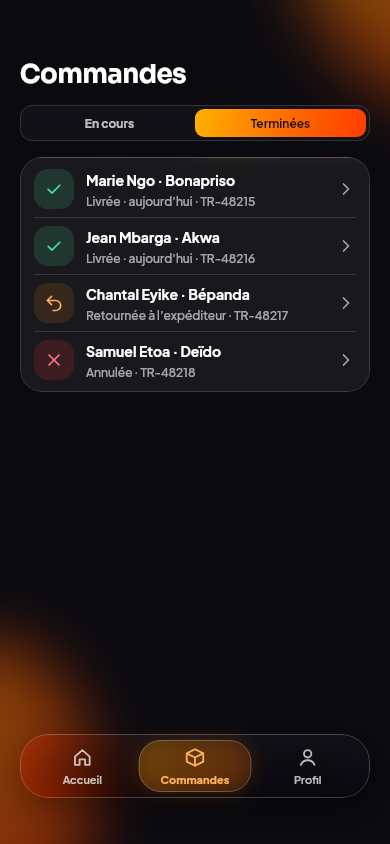 Commandes
En cours
Terminées
Marie Ngo · Bonapriso
Livrée · aujourd'hui · TR-48215
Jean Mbarga · Akwa
Livrée · aujourd'hui · TR-48216
Chantal Eyike · Bépanda
Retournée à l'expéditeur · TR-48217
Samuel Etoa · Deïdo
Annulée · TR-48218
Accueil
Commandes
Profil